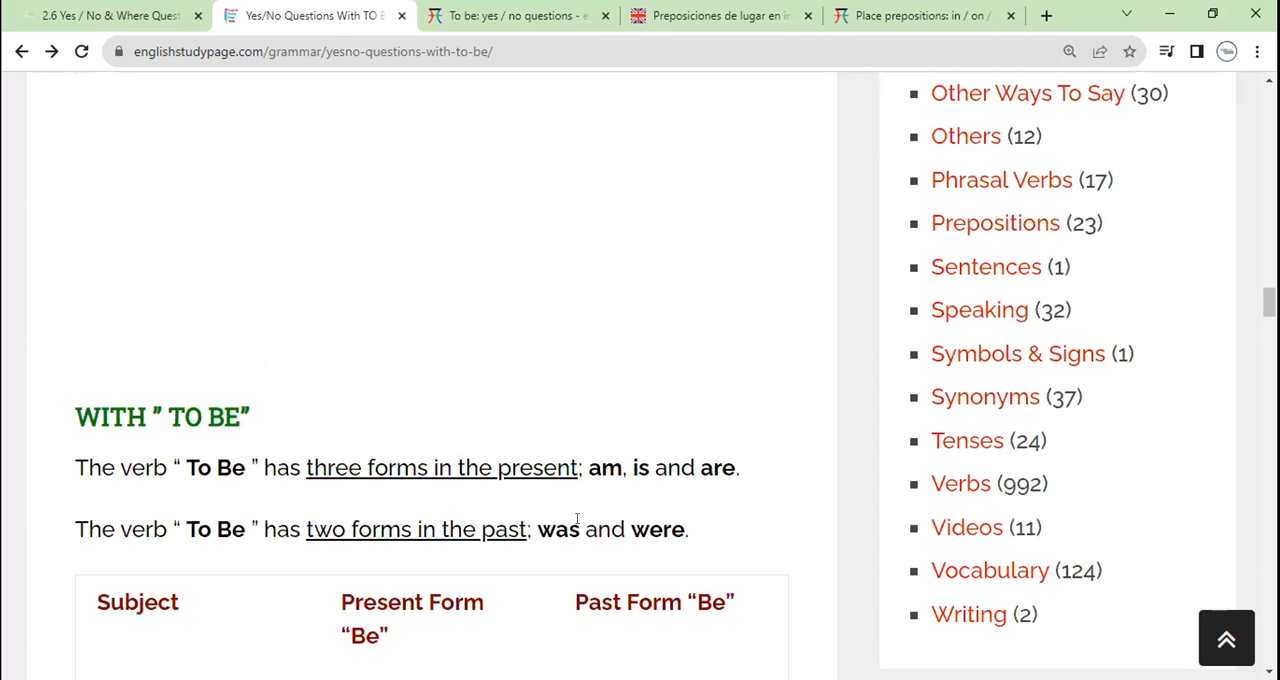 2.6 Yes / No & Where Quest
Yes/No Questions With TO B
To be: yes / no questions - e
Preposiciones de lugar en in
Place prepositions: in / on /
englishstudypage.com/grammar/yesno-questions-with-to-be/
Other Ways To Say (30)
Others (12)
Phrasal Verbs (17)
Prepositions (23)
Sentences (1)
Speaking (32)
Symbols & Signs (1)
Synonyms (37)
Tenses (24)
Verbs (992)
Videos (11)
Vocabulary (124)
Writing (2)
WITH ” TO BE”
The verb “ To Be ” has three forms in the present; am, is and are.
The verb “ To Be ” has two forms in the past; was and were.
Subject
Present Form
“Be”
Past Form “Be”